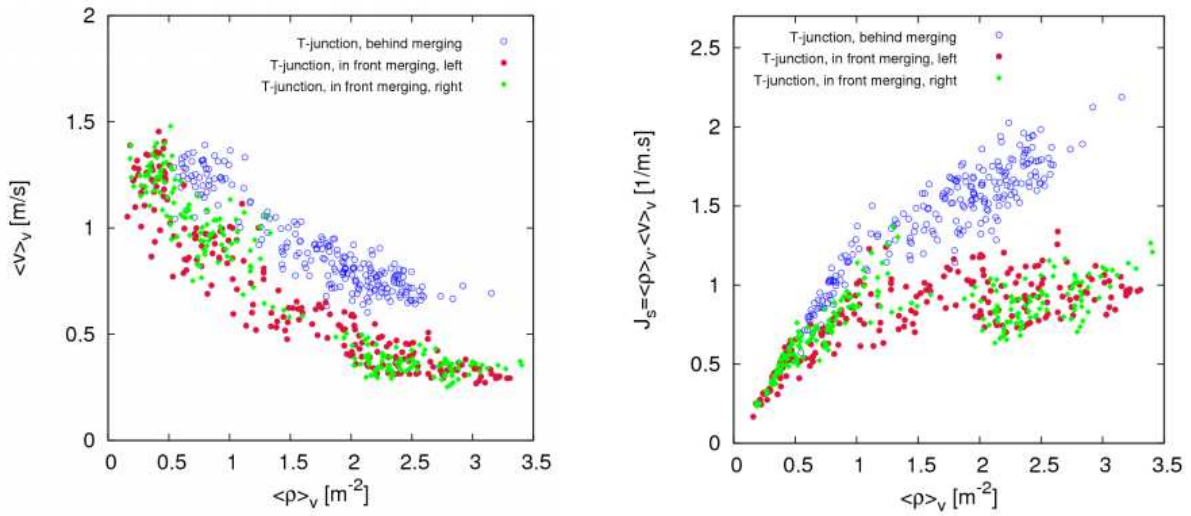 2
1.5
1
0.5
0
0 0.5 1 1.5 2 2.5 3 3.5
<v>ᵥ [m/s]
<ρ>ᵥ [m⁻²]
T-junction, behind merging
T-junction, in front merging, left
T-junction, in front merging, right
2.5
2
1.5
1
0.5
0
0 0.5 1 1.5 2 2.5 3 3.5
Jₛ=<ρ>ᵥ.<v>ᵥ [1/m.s]
<ρ>ᵥ [m⁻²]
T-junction, behind merging
T-junction, in front merging, left
T-junction, in front merging, right